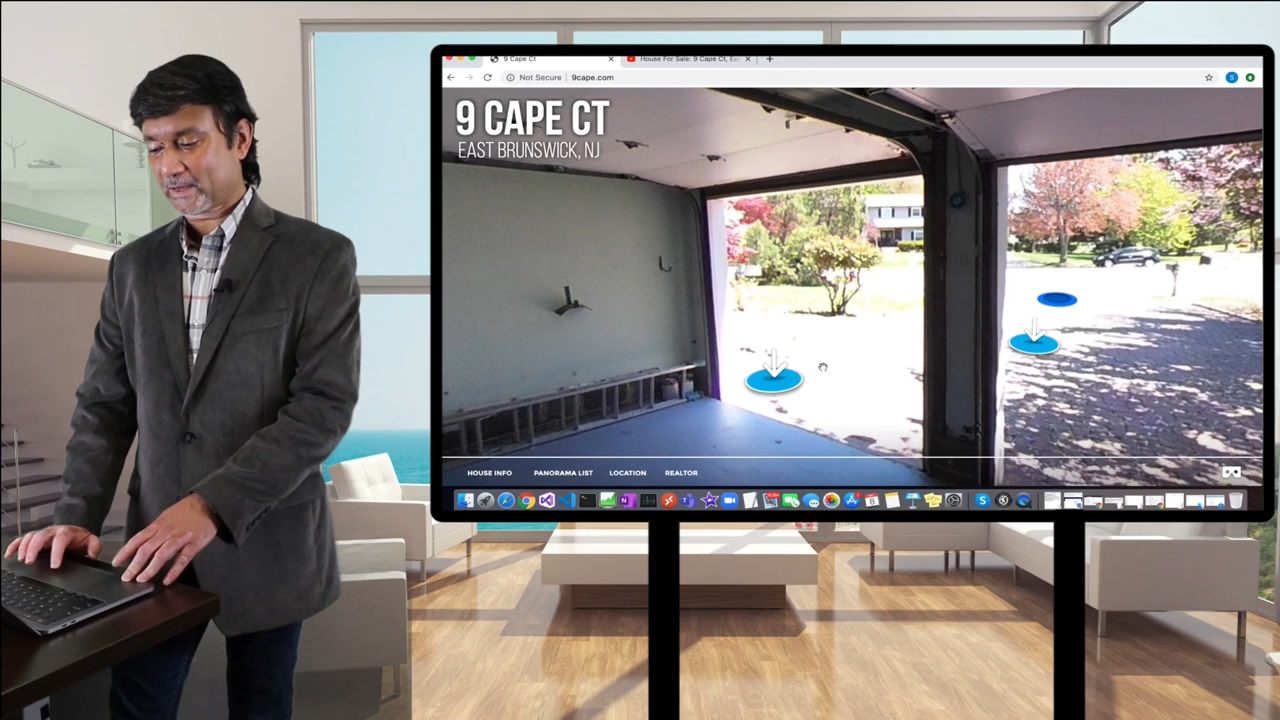 9 Cape Ct
House For Sale: 9 Cape Ct, Ea
Not Secure
9cape.com
9 CAPE CT
EAST BRUNSWICK, NJ
HOUSE INFO
PANORAMA LIST
LOCATION
REALTOR